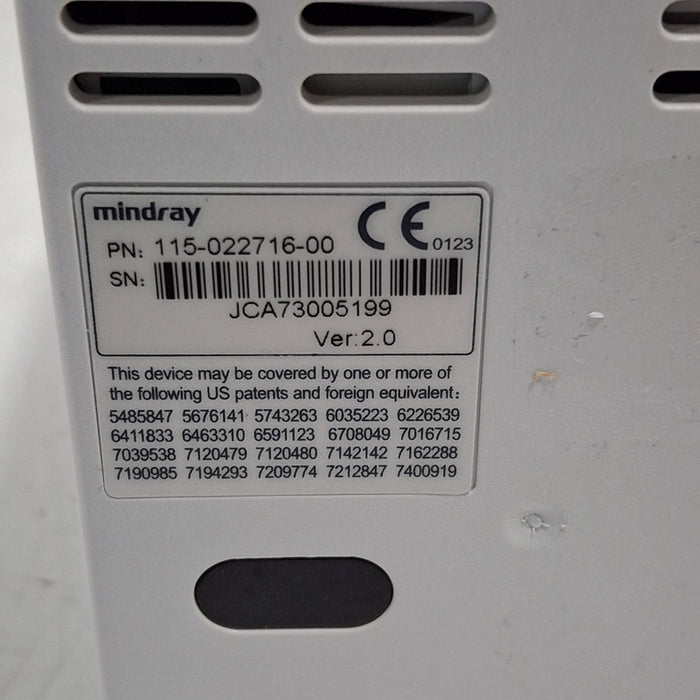 mindray
CE 0123
PN: 115-022716-00
SN:
JCA73005199
Ver:2.0
This device may be covered by one or more of
the following US patents and foreign equivalent:
5485847 5676141 5743263 6035223 6226539
6411833 6463310 6591123 6708049 7016715
7039538 7120479 7120480 7142142 7162288
7190985 7194293 7209774 7212847 7400919